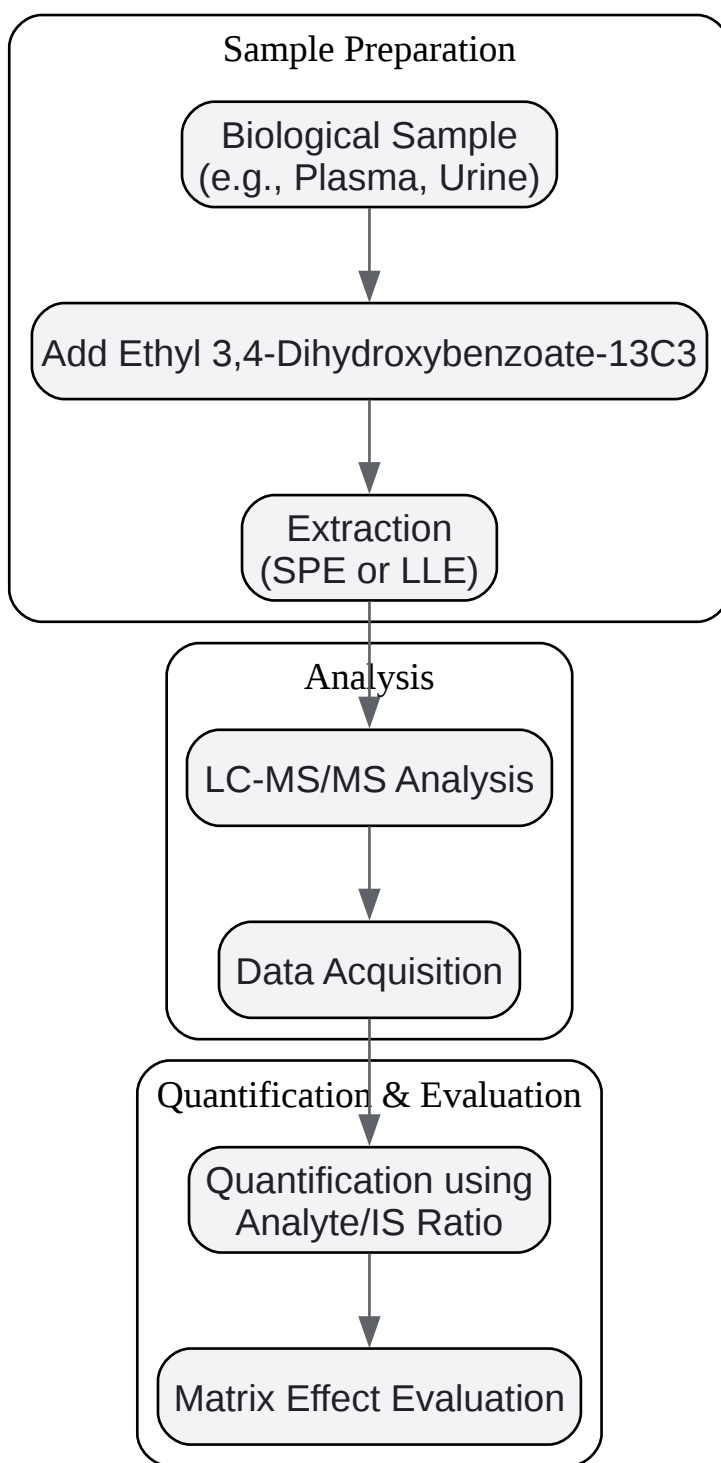 Sample Preparation
Biological Sample
(e.g., Plasma, Urine)
Add Ethyl 3,4-Dihydroxybenzoate-13C3
Extraction
(SPE or LLE)
Analysis
LC-MS/MS Analysis
Data Acquisition
Quantification & Evaluation
Quantification using
Analyte/IS Ratio
Matrix Effect Evaluation